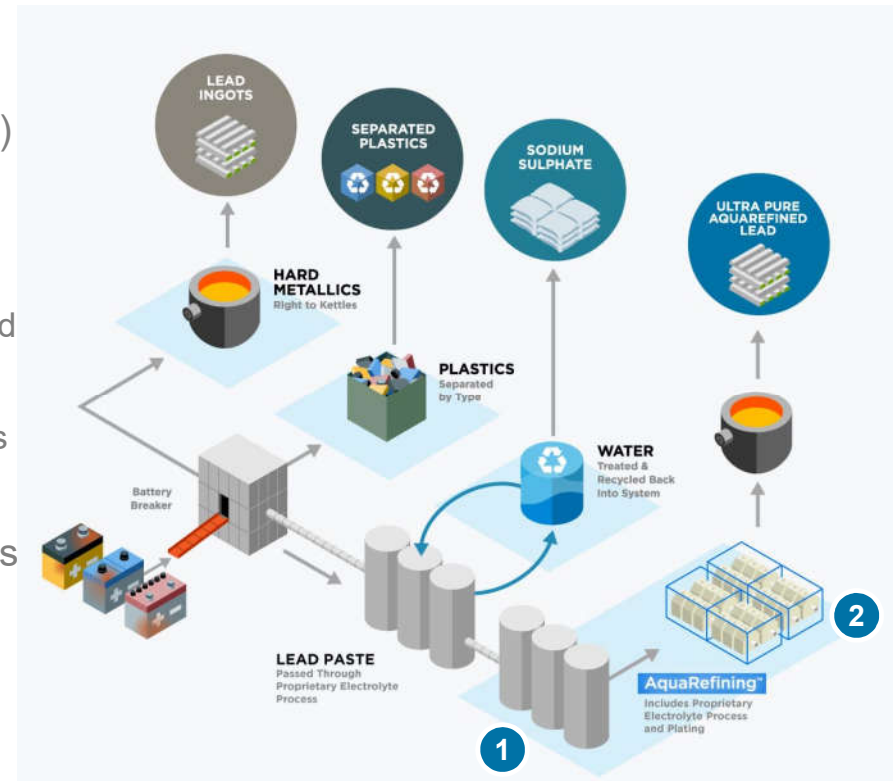 )
d
s
s
LEAD
INGOTS
SEPARATED
PLASTICS
SODIUM
SULPHATE
ULTRA PURE
AQUAREFINED
LEAD
HARD
METALLICS
Right to Kettles
PLASTICS
Separated
by Type
WATER
Treated &
Recycled Back
Into System
Battery
Breaker
LEAD PASTE
Passed Through
Proprietary Electrolyte
Process
AquaRefining™
Includes Proprietary
Electrolyte Process
and Plating
1
2